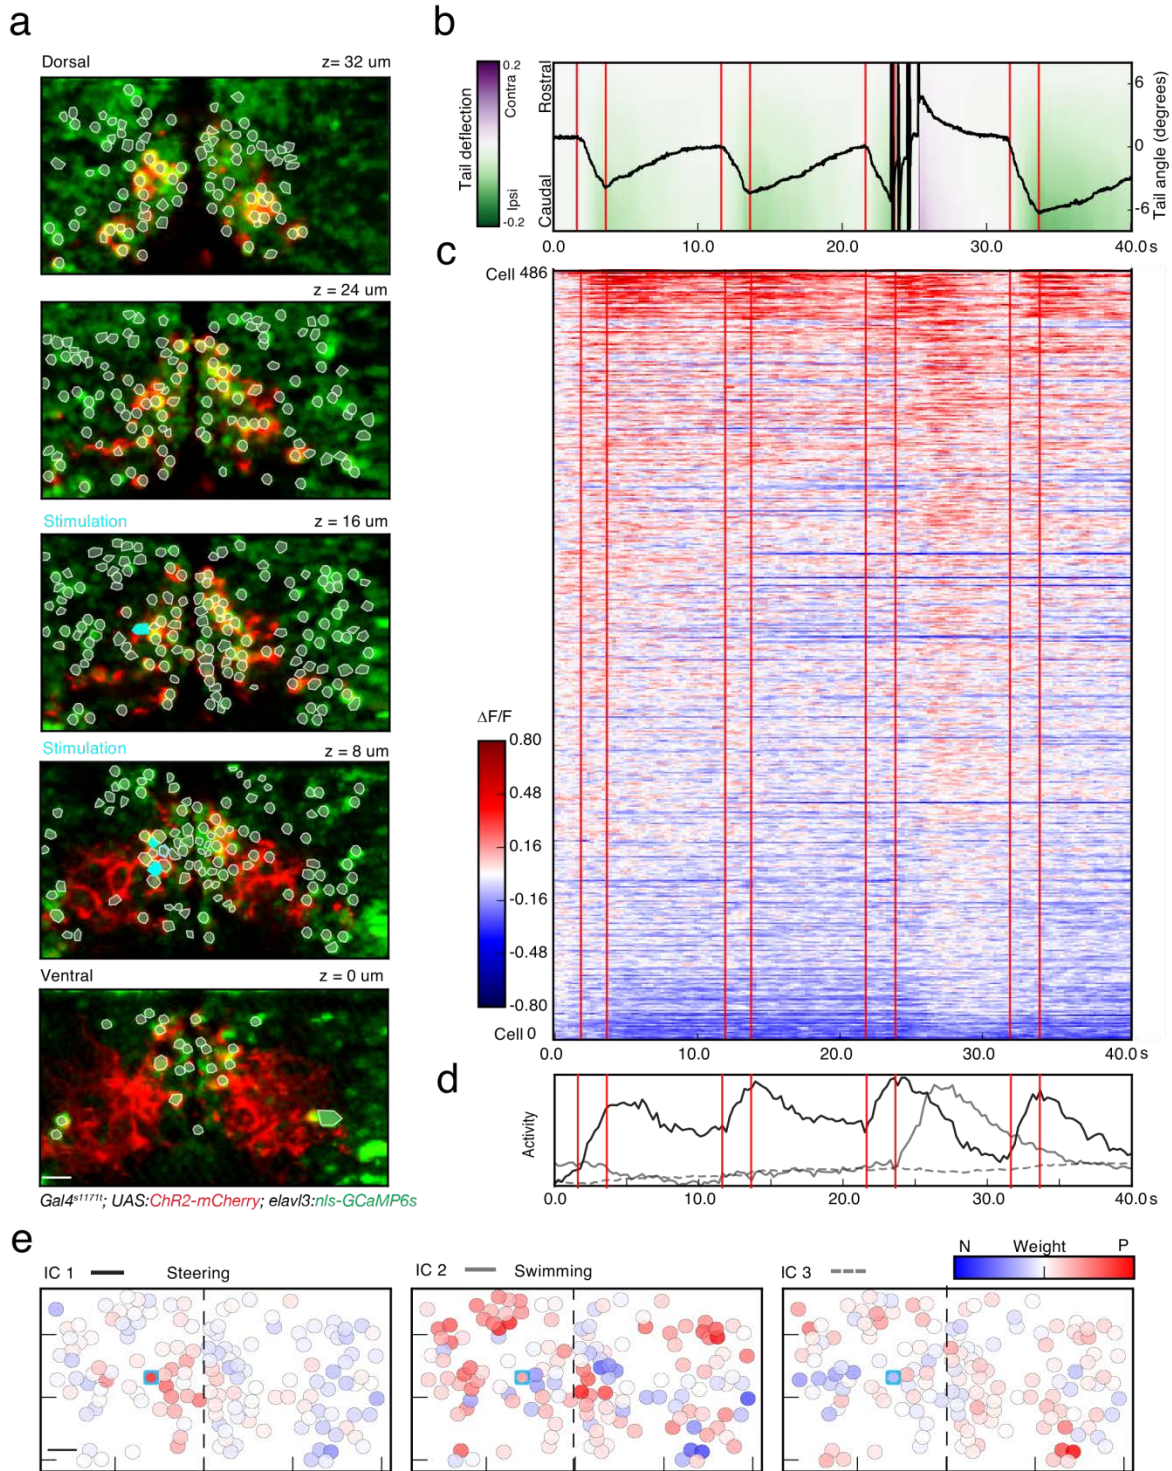 a
Dorsal z= 32 um
z = 24 um
Stimulation z = 16 um
Stimulation z = 8 um
Ventral z = 0 um
Gal4s1171t; UAS:ChR2-mCherry; elavl3:nls-GCaMP6s
b
Tail deflection
0.2
Contra
Ipsi
-0.2
Rostral
Caudal
6
0
-6
Tail angle (degrees)
0.0 10.0 20.0 30.0 40.0 s
c
Cell 486
ΔF/F
0.80
0.48
0.16
-0.16
-0.48
-0.80
Cell 0
0.0 10.0 20.0 30.0 40.0 s
d
Activity
0.0 10.0 20.0 30.0 40.0 s
e
N Weight P
IC 1 Steering
IC 2 Swimming
IC 3